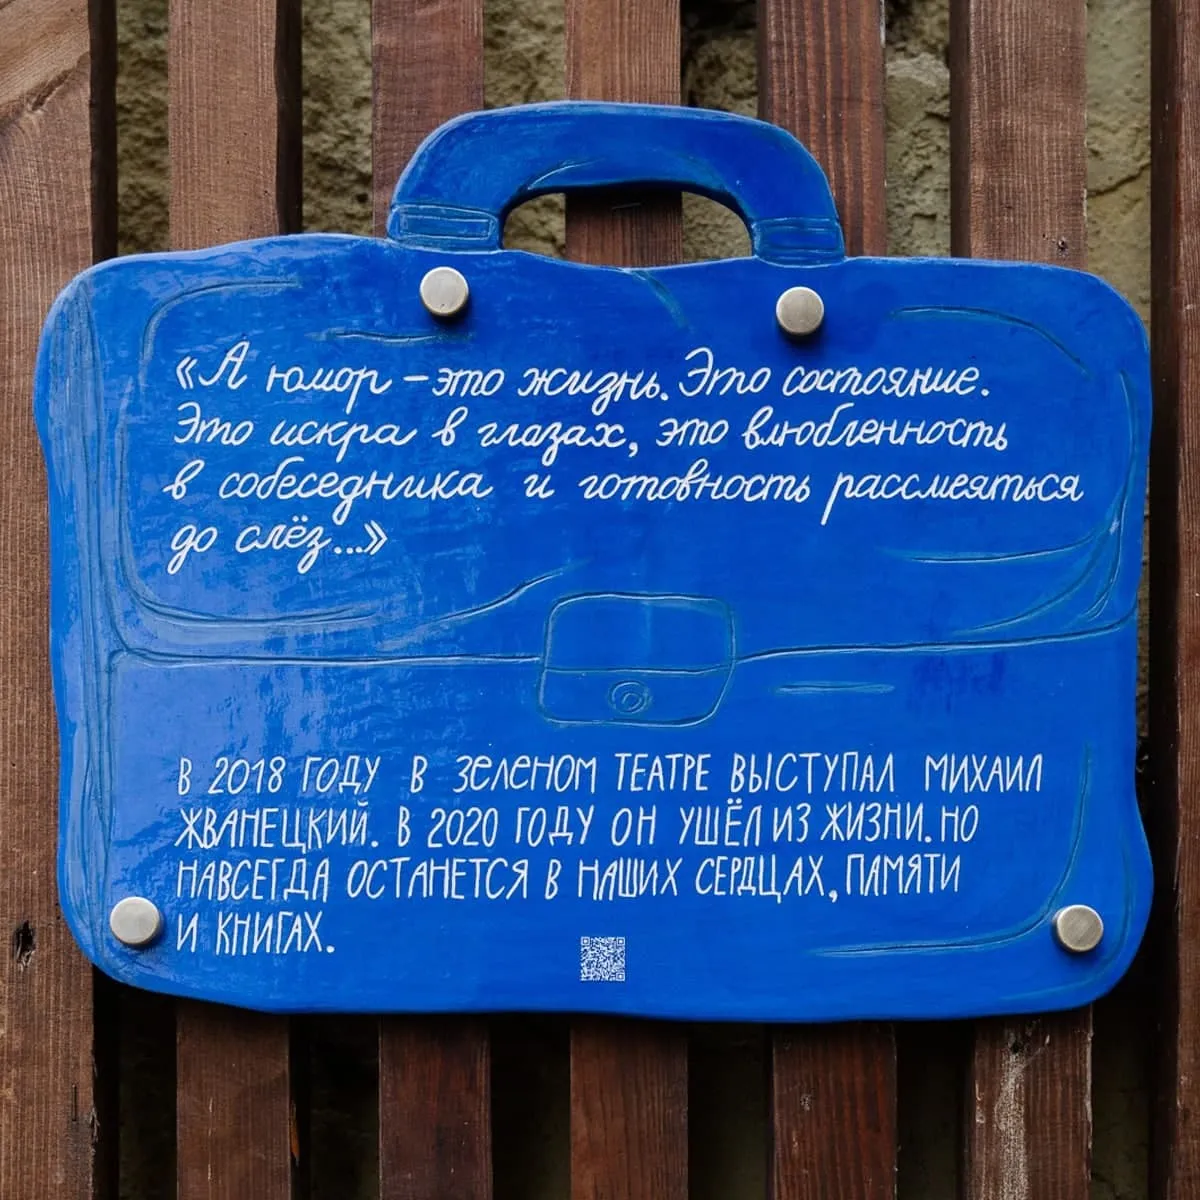 «А юмор – это жизнь. Это состояние.
Это искра в глазах, это влюбленность
в собеседника и готовность рассмеяться
до слёз...»
В 2018 ГОДУ В ЗЕЛЕНОМ ТЕАТРЕ ВЫСТУПАЛ МИХАИЛ
ЖВАНЕЦКИЙ. В 2020 ГОДУ ОН УШЁЛ ИЗ ЖИЗНИ. НО
НАВСЕГДА ОСТАНЕТСЯ В НАШИХ СЕРДЦАХ, ПАМЯТИ
И КНИГАХ.